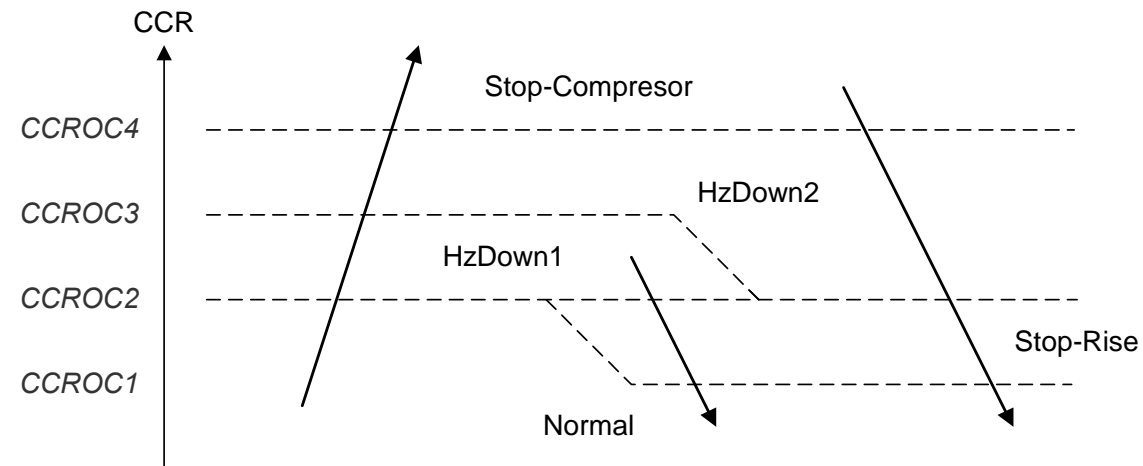 CCR
Stop-Compresor
CCROC4
HzDown2
CCROC3
HzDown1
CCROC2
Stop-Rise
CCROC1
Normal